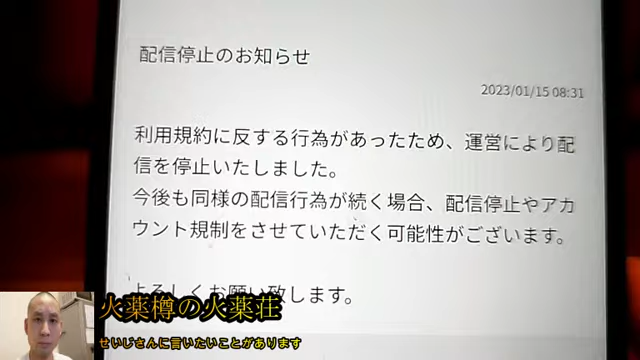 配信停止のお知らせ
2023/01/15 08:31
利用規約に反する行為があったため、運営により配
信を停止いたしました。
今後も同様の配信行為が続く場合、配信停止やアカ
ウント規制をさせていただく可能性がございます。
よろしくお願い致します。
火薬樽の火薬荘
せいじさんに言いたいことがあります